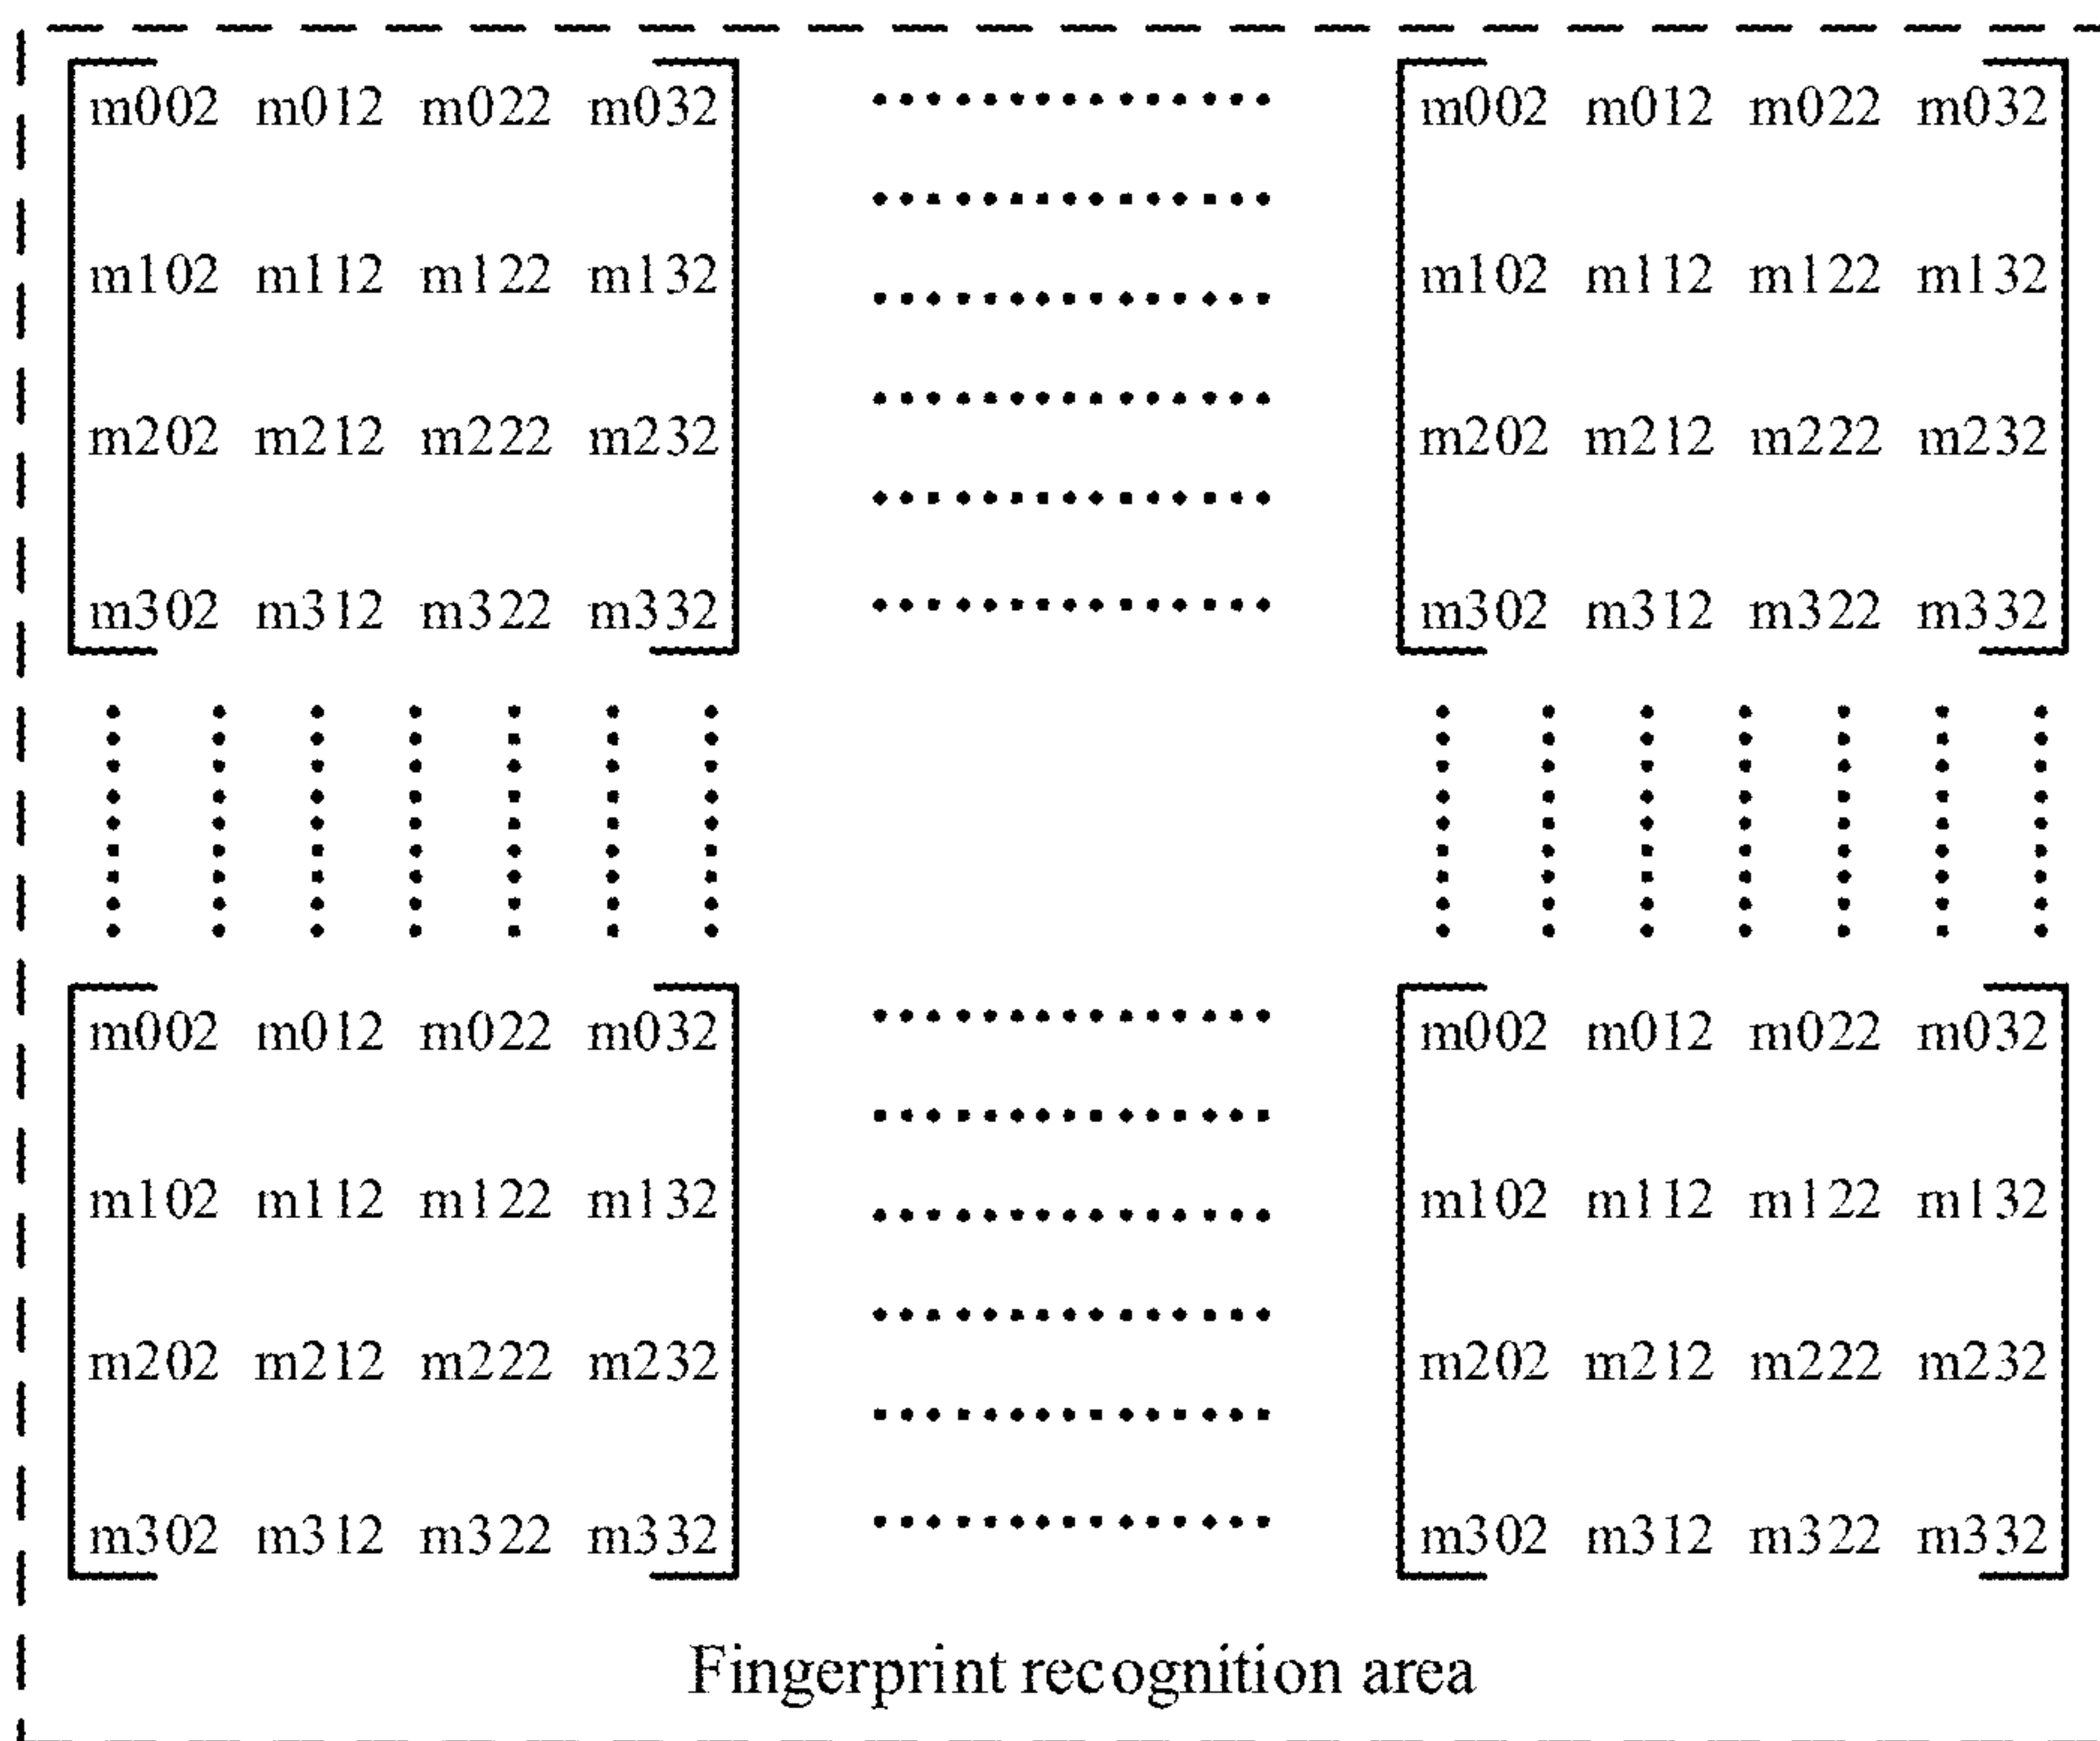 m002 m012 m022 m032 ............... m002 m012 m022 m032
...............
m102 m112 m122 m132 ............... m102 m112 m122 m132
m202 m212 m222 m232 ............... m202 m212 m222 m232
...............
m302 m312 m322 m332 ............... m302 m312 m322 m332
m002 m012 m022 m032 ............... m002 m012 m022 m032
...............
m102 m112 m122 m132 ............... m102 m112 m122 m132
m202 m212 m222 m232 ............... m202 m212 m222 m232
...............
m302 m312 m322 m332 ............... m302 m312 m322 m332
Fingerprint recognition area